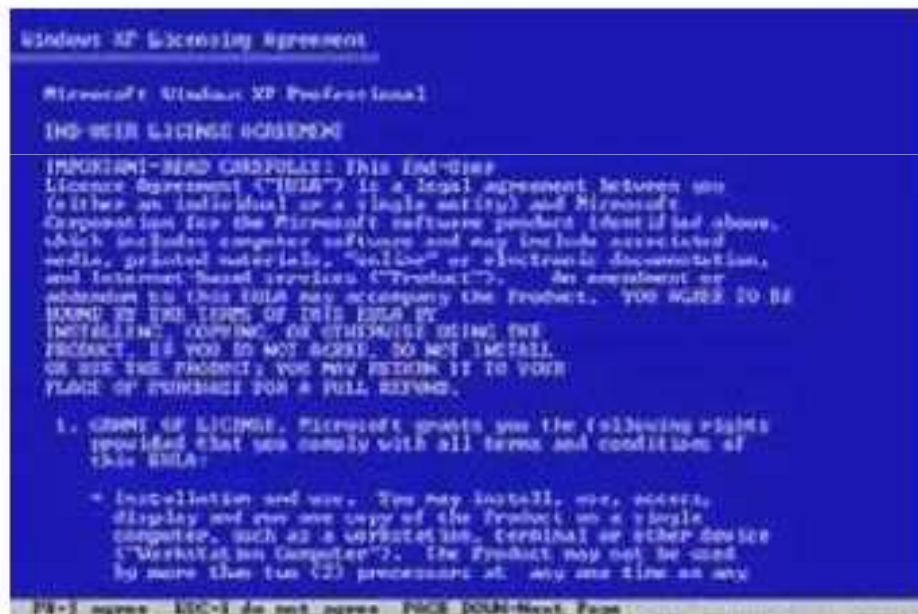 Windows XP Licensing Agreement
Microsoft Windows XP Professional
END-USER LICENSE AGREEMENT
IMPORTANT-READ CAREFULLY: This End-User
License Agreement ("EULA") is a legal agreement between you
(either an individual or a single entity) and Microsoft
Corporation for the Microsoft software product identified above,
which includes computer software and may include associated
media, printed materials, "online" or electronic documentation,
and Internet-based services ("Product"). An amendment or
addendum to this EULA may accompany the Product. YOU AGREE TO BE
BOUND BY THE TERMS OF THIS EULA BY
INSTALLING, COPYING, OR OTHERWISE USING THE
PRODUCT. IF YOU DO NOT AGREE, DO NOT INSTALL
OR USE THE PRODUCT; YOU MAY RETURN IT TO YOUR
PLACE OF PURCHASE FOR A FULL REFUND.
1. GRANT OF LICENSE. Microsoft grants you the following rights
provided that you comply with all terms and conditions of
this EULA:
* Installation and use. You may install, use, access,
display and run one copy of the Product on a single
computer, such as a workstation, terminal or other device
("Workstation Computer"). The Product may not be used
by more than two (2) processors at any one time on any
F8=I agree ESC=I do not agree PAGE DOWN=Next Page